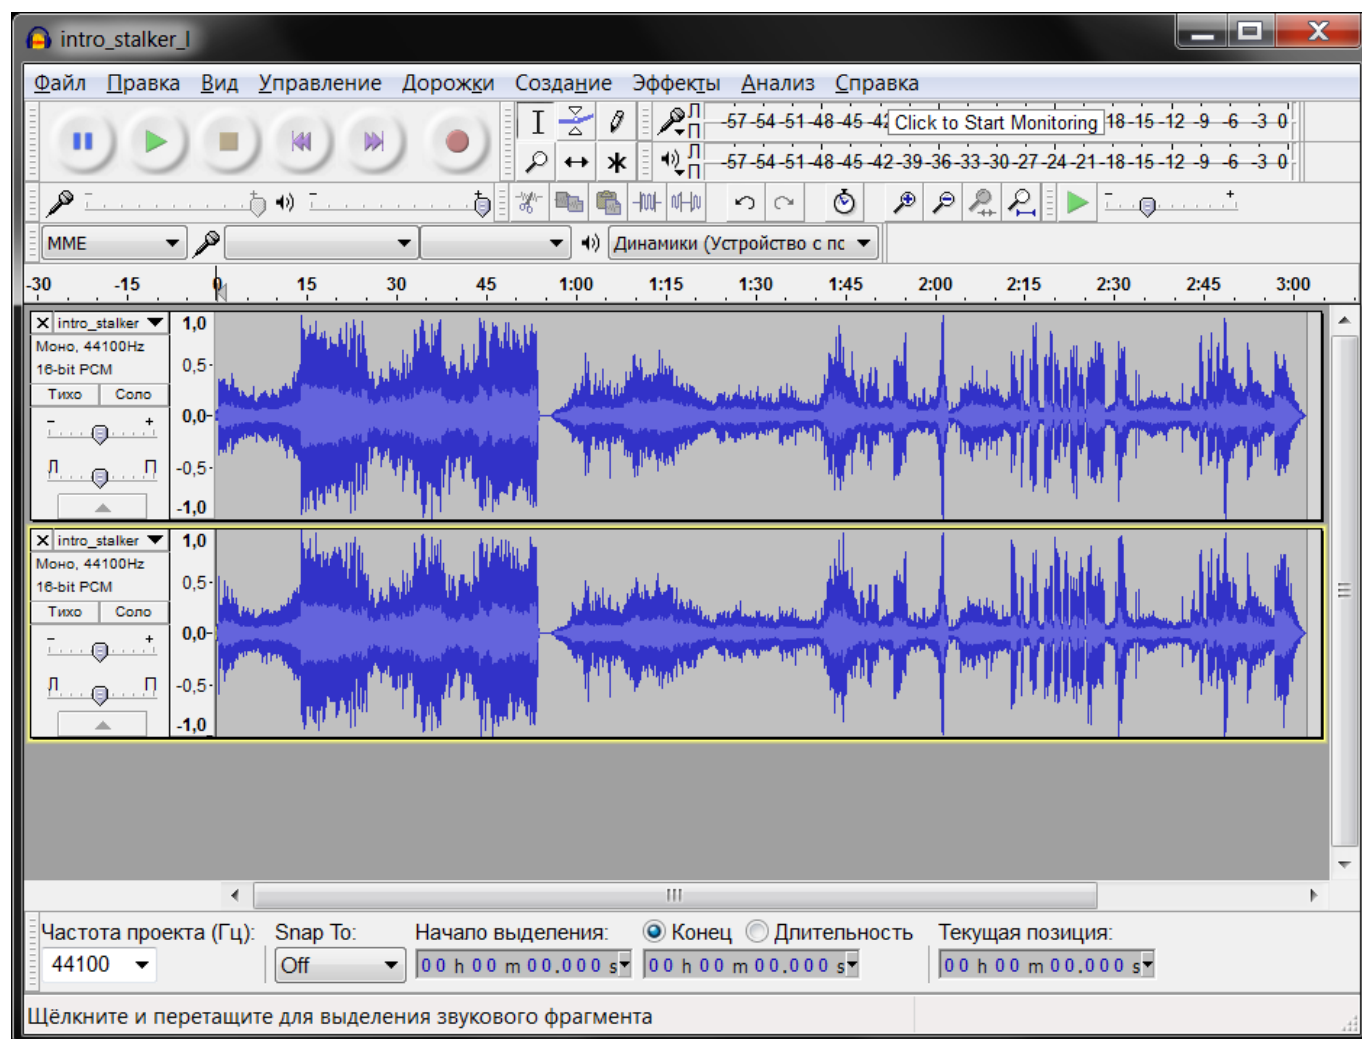 intro_stalker_l
Файл Правка Вид Управление Дорожки Создание Эффекты Анализ Справка
Л
П
-57 -54 -51 -48 -45 -42 Click to Start Monitoring 18 -15 -12 -9 -6 -3 0
Л
П
-57 -54 -51 -48 -45 -42 -39 -36 -33 -30 -27 -24 -21 -18 -15 -12 -9 -6 -3 0
MME Динамики (Устройство с пс
-30 -15 0 15 30 45 1:00 1:15 1:30 1:45 2:00 2:15 2:30 2:45 3:00
X intro_stalker 1,0
Моно, 44100Hz
16-bit PCM 0,5
Тихо Соло
- + 0,0
Л П -0,5
-1,0
X intro_stalker 1,0
Моно, 44100Hz
16-bit PCM 0,5
Тихо Соло
- + 0,0
Л П -0,5
-1,0
Частота проекта (Гц): Snap To: Начало выделения: Конец Длительность Текущая позиция:
44100 Off 00 h 00 m 00.000 s 00 h 00 m 00.000 s 00 h 00 m 00.000 s
Щёлкните и перетащите для выделения звукового фрагмента